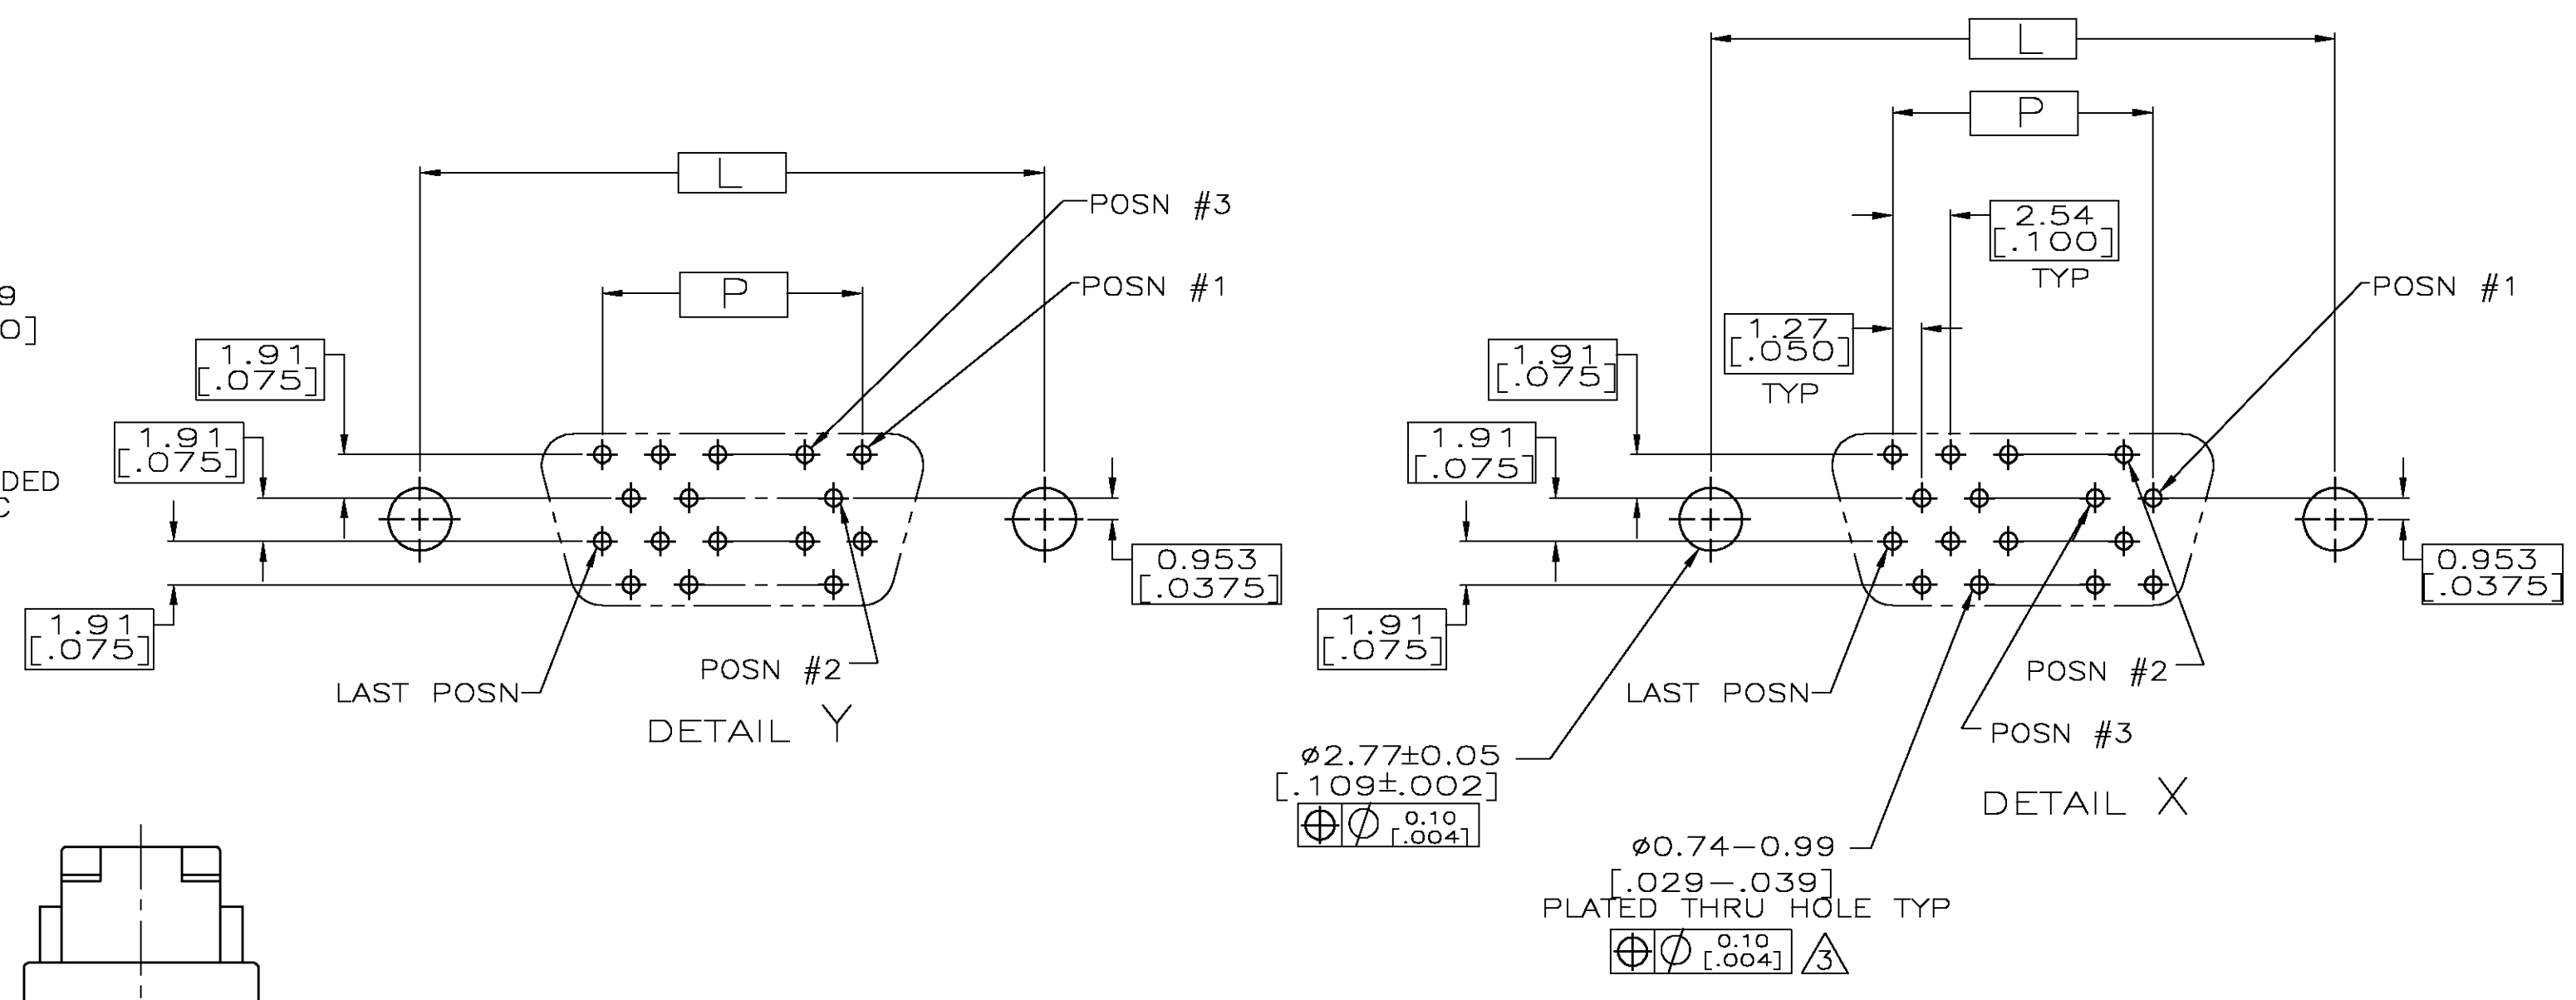 9
0]
DED
C
L
POSN #3
P
POSN #1
1.91
[.075]
1.91
[.075]
1.91
[.075]
0.953
[.0375]
POSN #2
LAST POSN
DETAIL Y
L
P
2.54
[.100]
TYP
1.27
[.050]
TYP
POSN #1
1.91
[.075]
1.91
[.075]
1.91
[.075]
0.953
[.0375]
POSN #2
LAST POSN
POSN #3
DETAIL X
⌀2.77±0.05
[.109±.002]
⌖ ⌀ 0.10
[.004]
⌀0.74–0.99
[.029–.039]
PLATED THRU HOLE TYP
⌖ ⌀ 0.10
[.004]
3